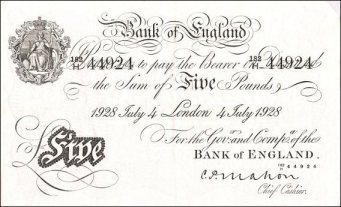 Bank of England
182/H 44924 182/H 44924
Promise to pay the Bearer on Demand
the Sum of Five Pounds
1928 July 4 London 4 July 1928
For the Govr. and Compa. of the
BANK OF ENGLAND.
182/H 44924
Five
C P Mahon
Chief Cashier.